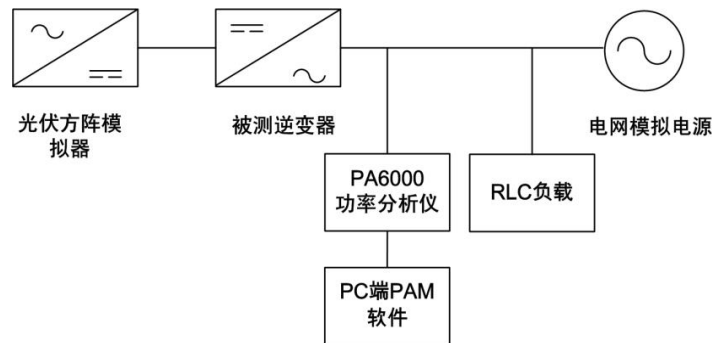 光伏方阵模
拟器
被测逆变器
电网模拟电源
PA6000
功率分析仪
RLC负载
PC端PAM
软件